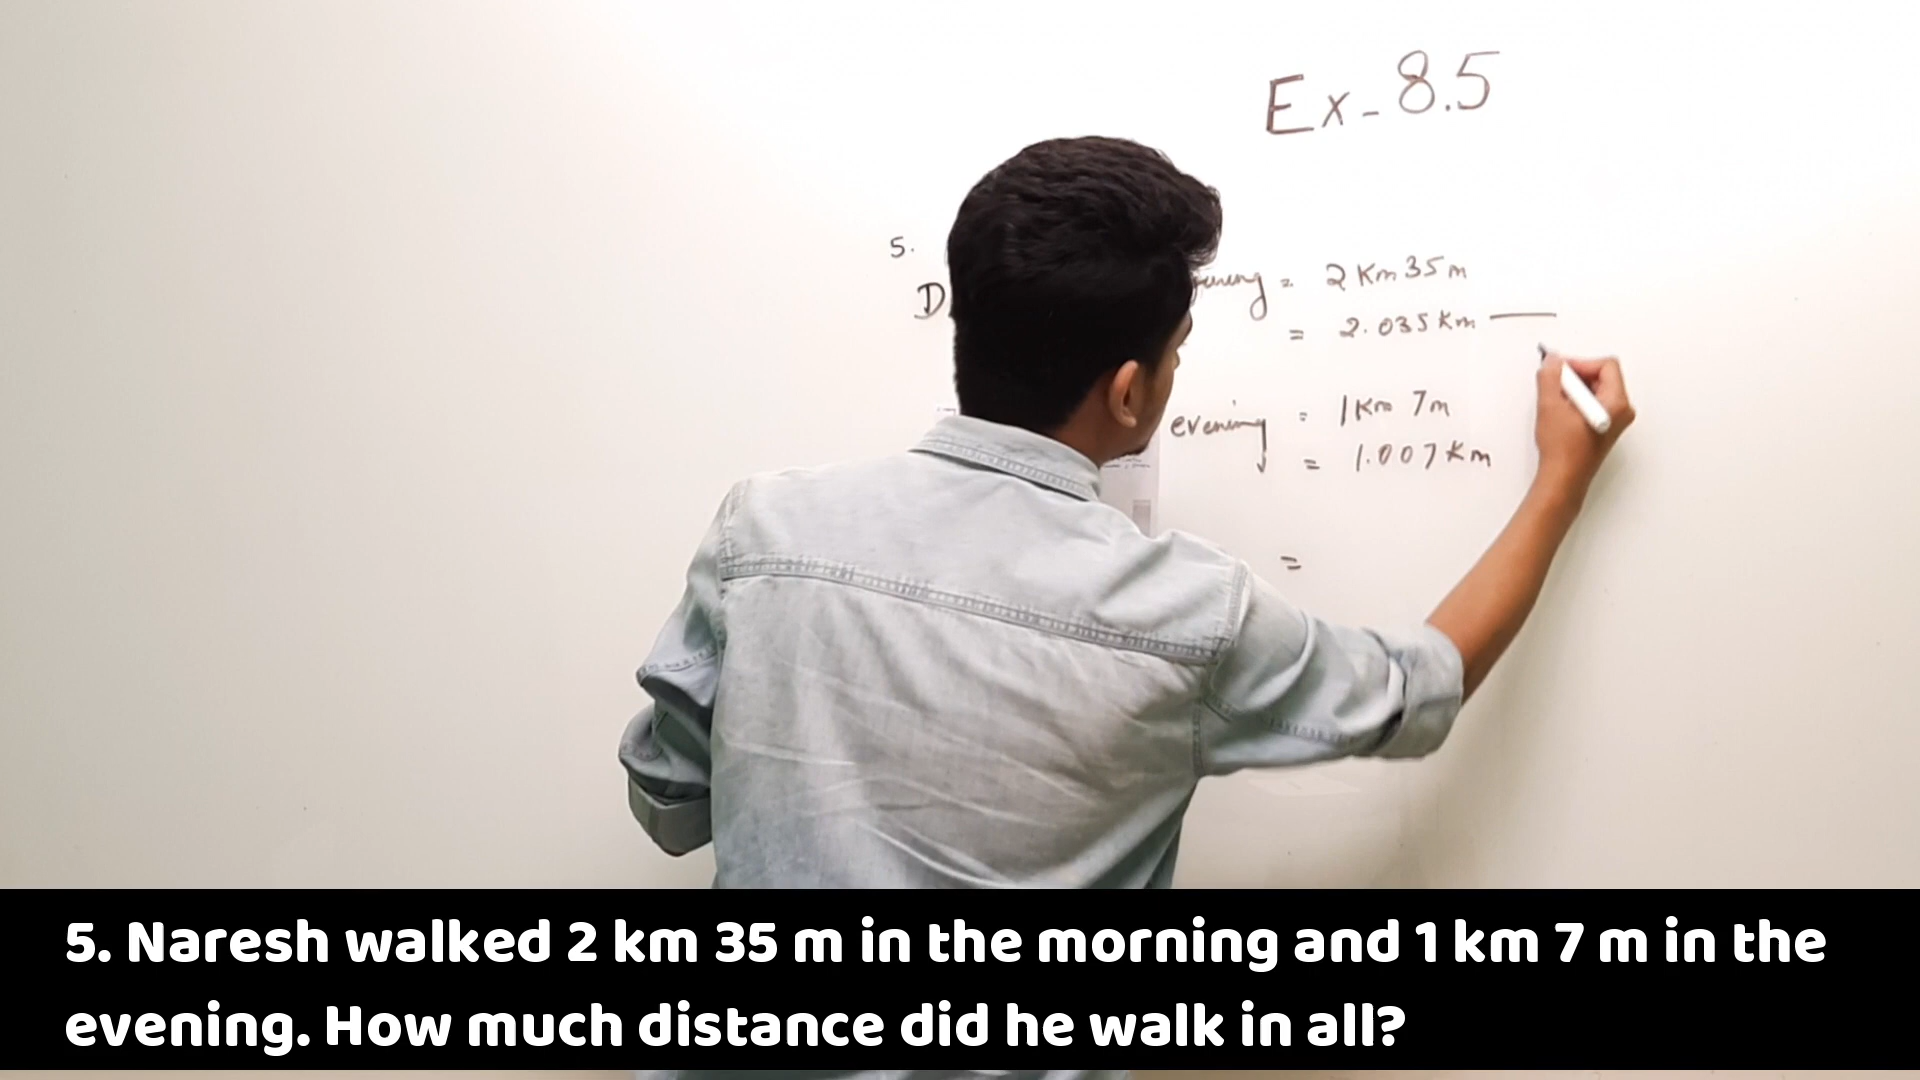 Ex - 8.5
5.
= 2 Km 35 m
= 2.035 Km
evening = 1 Km 7 m
= 1.007 Km
=
5. Naresh walked 2 km 35 m in the morning and 1 km 7 m in the
evening. How much distance did he walk in all?